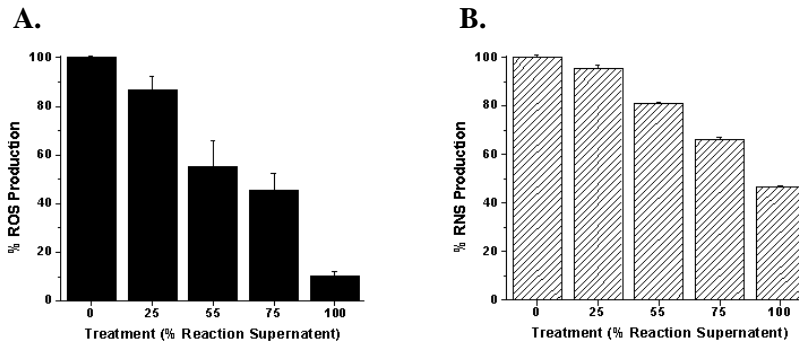 A.
B.
% ROS Production
100
80
60
40
20
0
0 25 55 75 100
Treatment (% Reaction Supernatent)
% RNS Production
100
80
60
40
20
0
0 25 55 75 100
Treatment (% Reaction Supernatent)